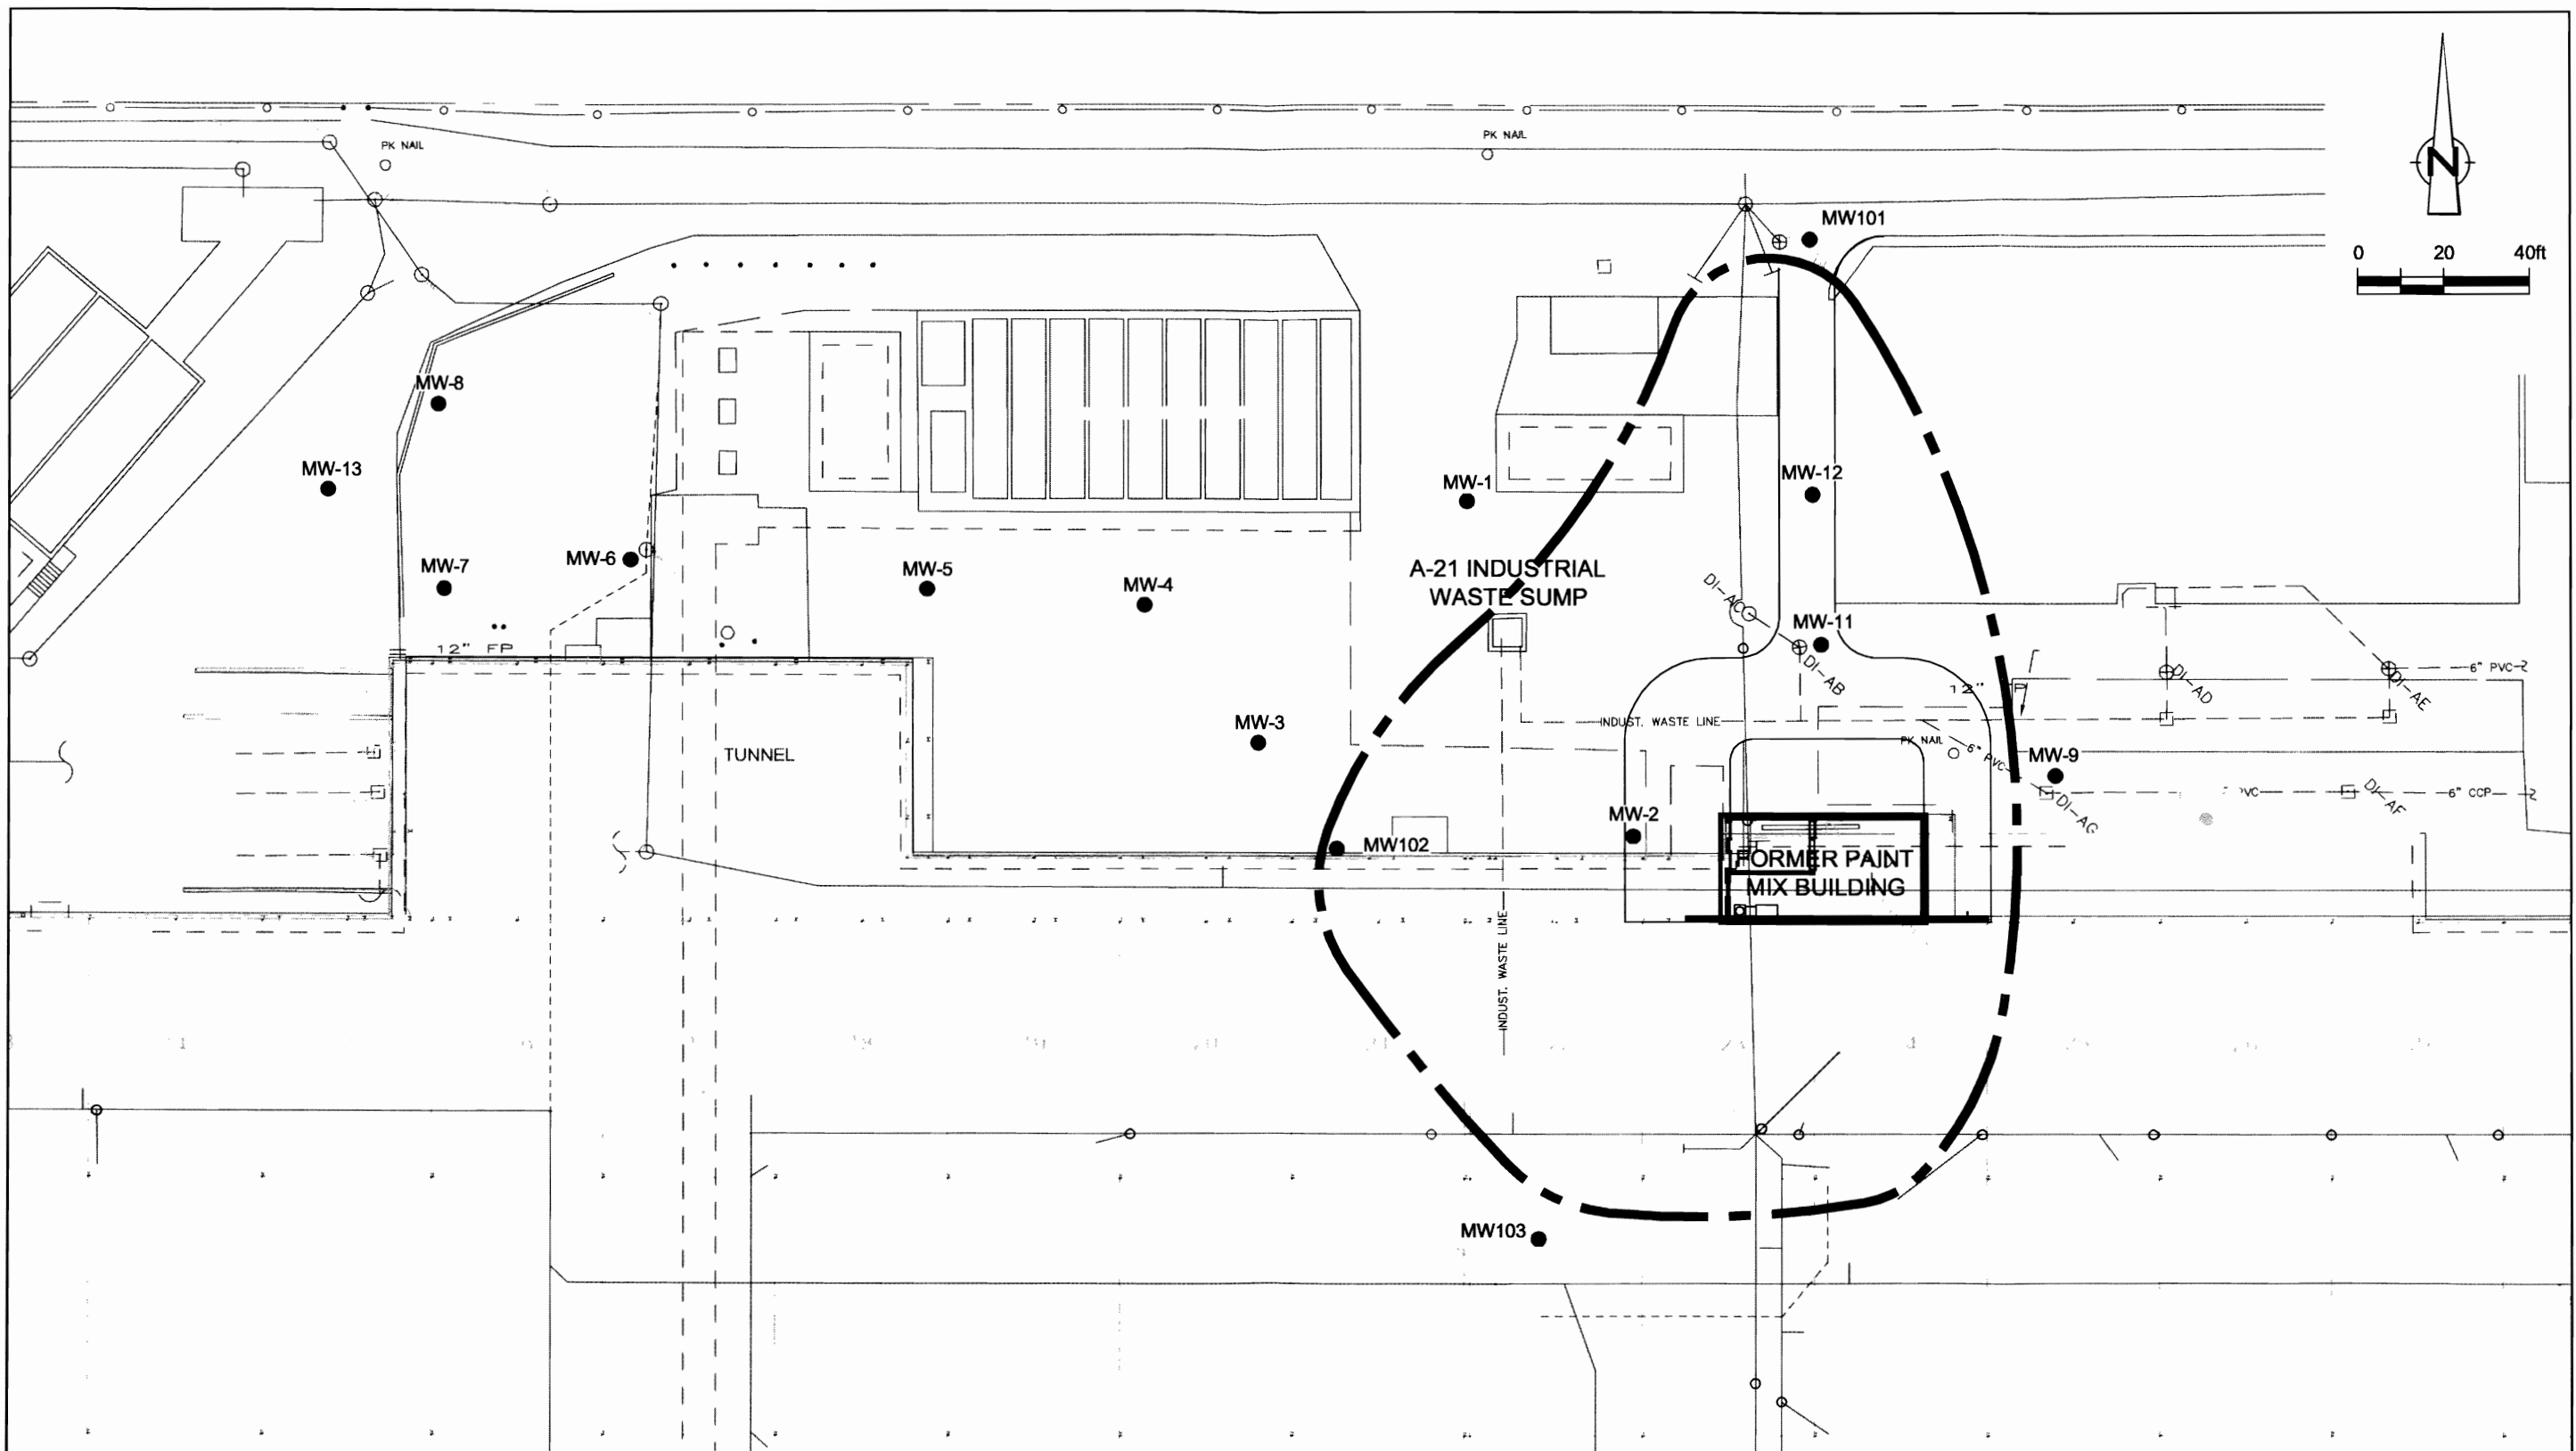 PK NAIL
PK NAIL
N
MW101
0 20 40ft
MW-8
MW-13
MW-1
MW-12
MW-7
MW-6
MW-5
MW-4
A-21 INDUSTRIAL
WASTE SUMP
DI-AC
MW-11
DI-AB
12" FP
12"
6" PVC
DI-AD
DI-AE
MW-3
INDUST. WASTE LINE
TUNNEL
PK NAIL
6" PVC
MW-9
DI-AG
DI-AF
6" CCP
MW-2
MW102
FORMER PAINT
MIX BUILDING
INDUST. WASTE LINE
MW103